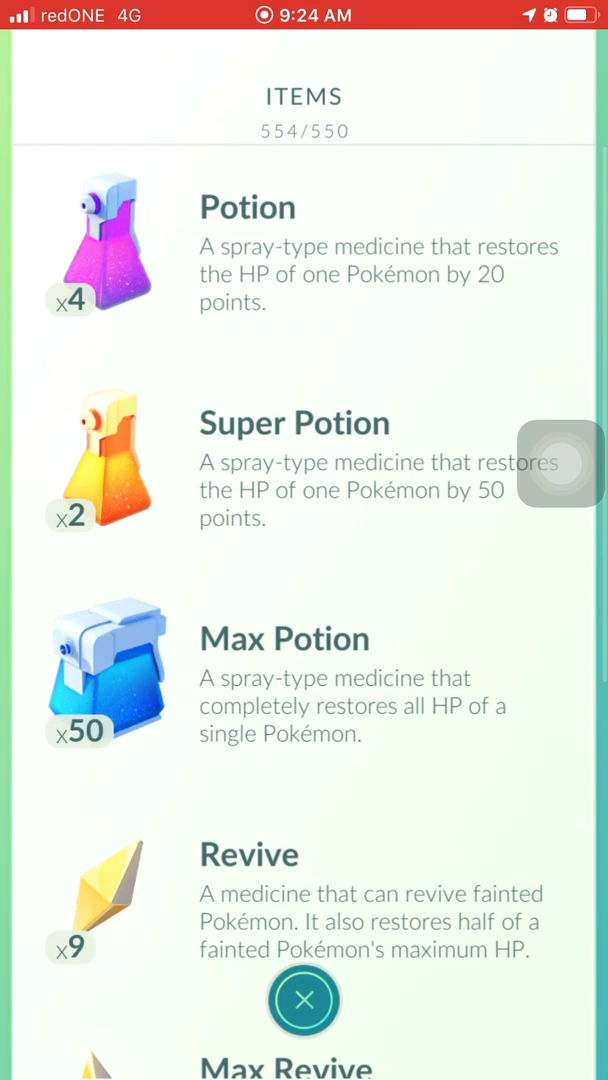 redONE 4G 9:24 AM
ITEMS
554/550
Potion
A spray-type medicine that restores
the HP of one Pokémon by 20
points.
x4
Super Potion
A spray-type medicine that restores
the HP of one Pokémon by 50
points.
x2
Max Potion
A spray-type medicine that
completely restores all HP of a
single Pokémon.
x50
Revive
A medicine that can revive fainted
Pokémon. It also restores half of a
fainted Pokémon's maximum HP.
x9
Max Revive